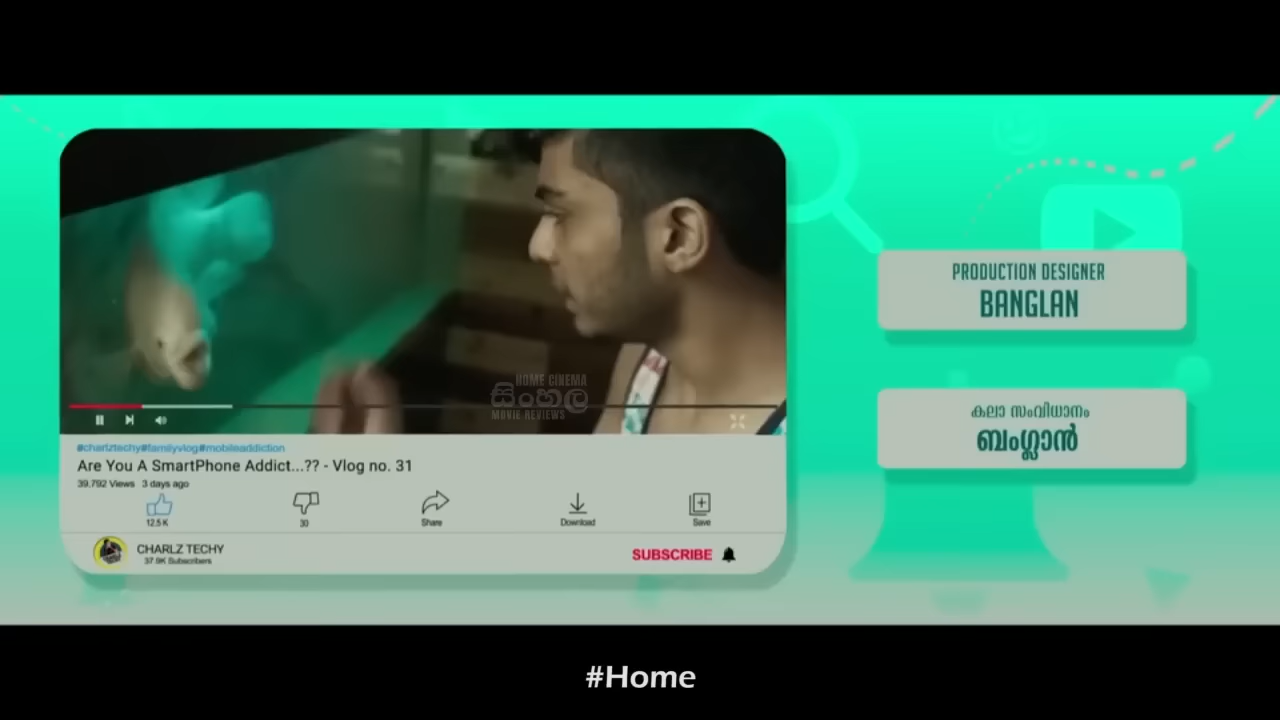 HOME CINEMA
සිංහල
MOVIE REVIEWS
#charlztechy#familyvlog#mobileaddiction
Are You A SmartPhone Addict...?? - Vlog no. 31
39.792 Views 3 days ago
12.5 K
30
Share
Download
Save
CHARLZ TECHY
37.9K Subscribers
SUBSCRIBE
PRODUCTION DESIGNER
BANGLAN
കലാ സംവിധാനം
ബംഗ്ലാൻ
#Home